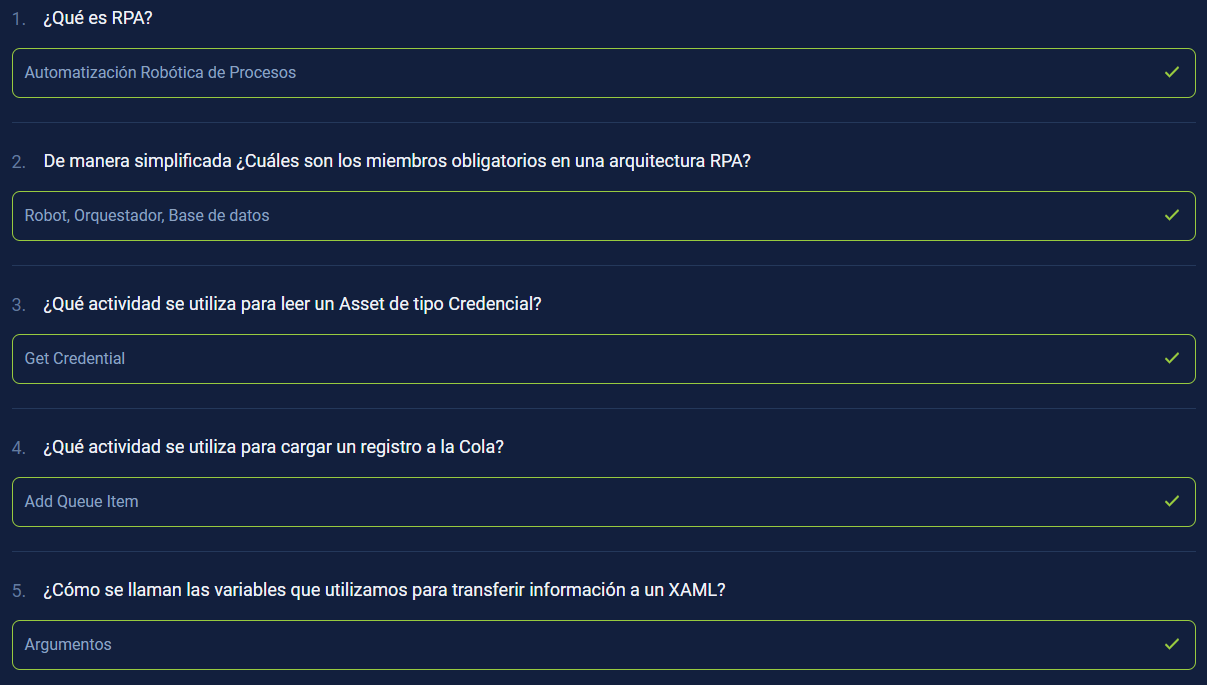 1. ¿Qué es RPA?
Automatización Robótica de Procesos
2. De manera simplificada ¿Cuáles son los miembros obligatorios en una arquitectura RPA?
Robot, Orquestador, Base de datos
3. ¿Qué actividad se utiliza para leer un Asset de tipo Credencial?
Get Credential
4. ¿Qué actividad se utiliza para cargar un registro a la Cola?
Add Queue Item
5. ¿Cómo se llaman las variables que utilizamos para transferir información a un XAML?
Argumentos